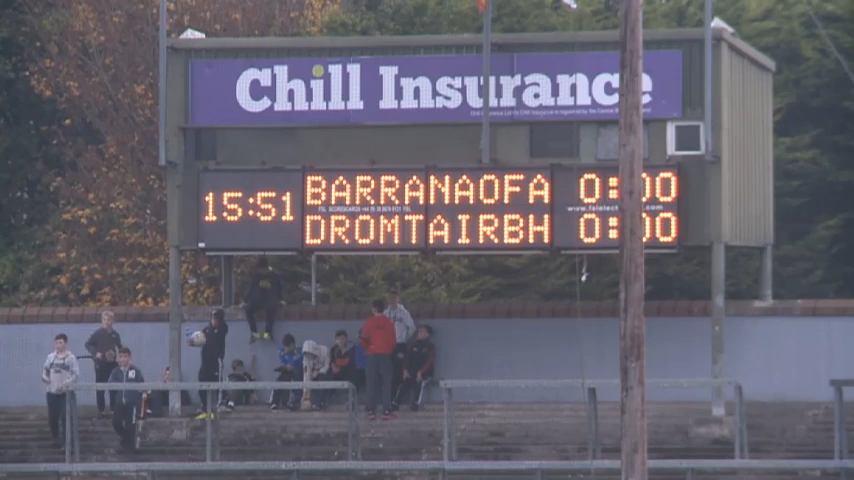 Chill Insurance
15:51
BARRANAOFA 0:00
DROMTAIRBH 0:00